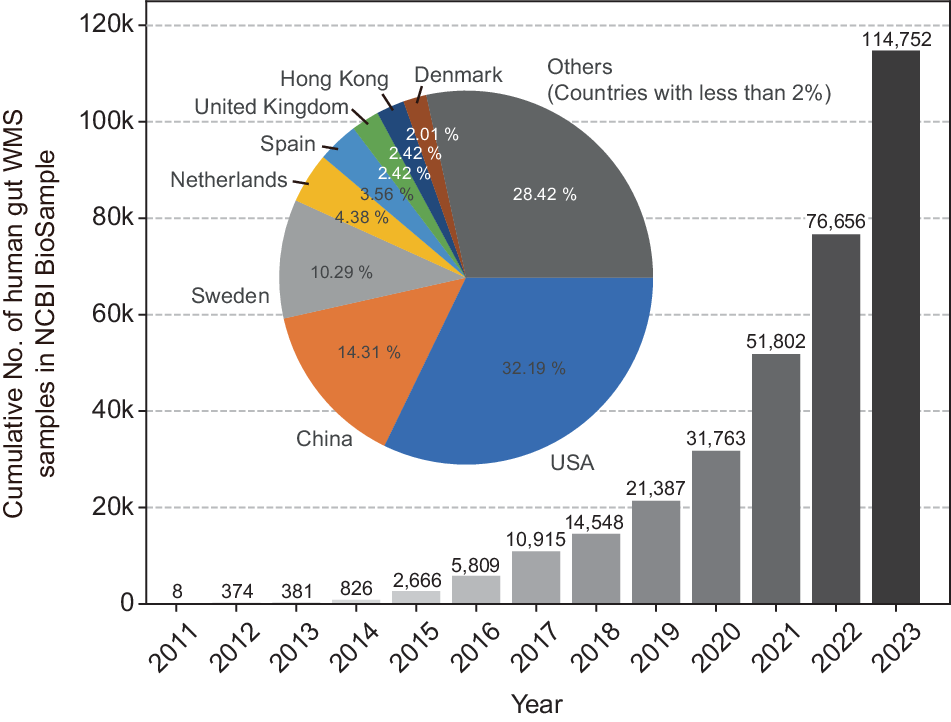 Cumulative No. of human gut WMS
samples in NCBI BioSample
120k
100k
80k
60k
40k
20k
0
Hong Kong
Denmark
Others
(Countries with less than 2%)
United Kingdom
Spain
Netherlands
Sweden
China
USA
2.01 %
2.42 %
2.42 %
3.56 %
4.38 %
10.29 %
14.31 %
32.19 %
28.42 %
8
374
381
826
2,666
5,809
10,915
14,548
21,387
31,763
51,802
76,656
114,752
2011
2012
2013
2014
2015
2016
2017
2018
2019
2020
2021
2022
2023
Year